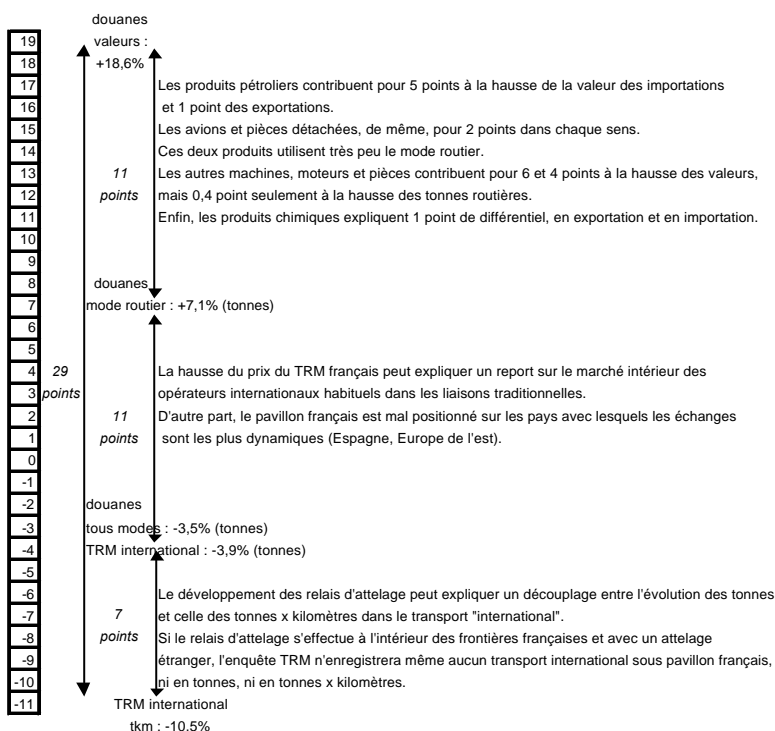 douanes
19 valeurs :
18 +18,6%
17 Les produits pétroliers contribuent pour 5 points à la hausse de la valeur des importations
16 et 1 point des exportations.
15 Les avions et pièces détachées, de même, pour 2 points dans chaque sens.
14 Ces deux produits utilisent très peu le mode routier.
13 11 Les autres machines, moteurs et pièces contribuent pour 6 et 4 points à la hausse des valeurs,
12 points mais 0,4 point seulement à la hausse des tonnes routières.
11 Enfin, les produits chimiques expliquent 1 point de différentiel, en exportation et en importation.
10
9
8 douanes
7 mode routier : +7,1% (tonnes)
6
5
4 29 La hausse du prix du TRM français peut expliquer un report sur le marché intérieur des
3 points opérateurs internationaux habituels dans les liaisons traditionnelles.
2 11 D'autre part, le pavillon français est mal positionné sur les pays avec lesquels les échanges
1 points sont les plus dynamiques (Espagne, Europe de l'est).
0
-1
-2 douanes
-3 tous modes : -3,5% (tonnes)
-4 TRM international : -3,9% (tonnes)
-5
-6 Le développement des relais d'attelage peut expliquer un découplage entre l'évolution des tonnes
-7 7 et celle des tonnes x kilomètres dans le transport "international".
-8 points Si le relais d'attelage s'effectue à l'intérieur des frontières françaises et avec un attelage
-9 étranger, l'enquête TRM n'enregistrera même aucun transport international sous pavillon français,
-10 ni en tonnes, ni en tonnes x kilomètres.
-11 TRM international
tkm : -10,5%